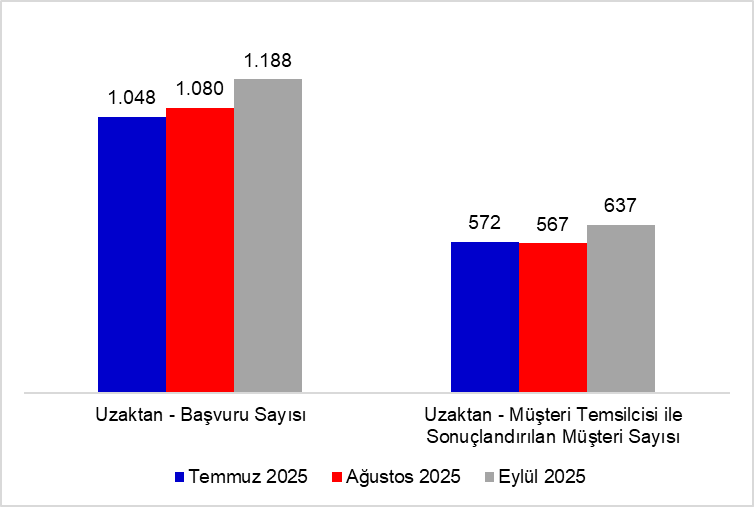 1.048
1.080
1.188
572
567
637
Uzaktan - Başvuru Sayısı
Uzaktan - Müşteri Temsilcisi ile
Sonuçlandırılan Müşteri Sayısı
Temmuz 2025
Ağustos 2025
Eylül 2025